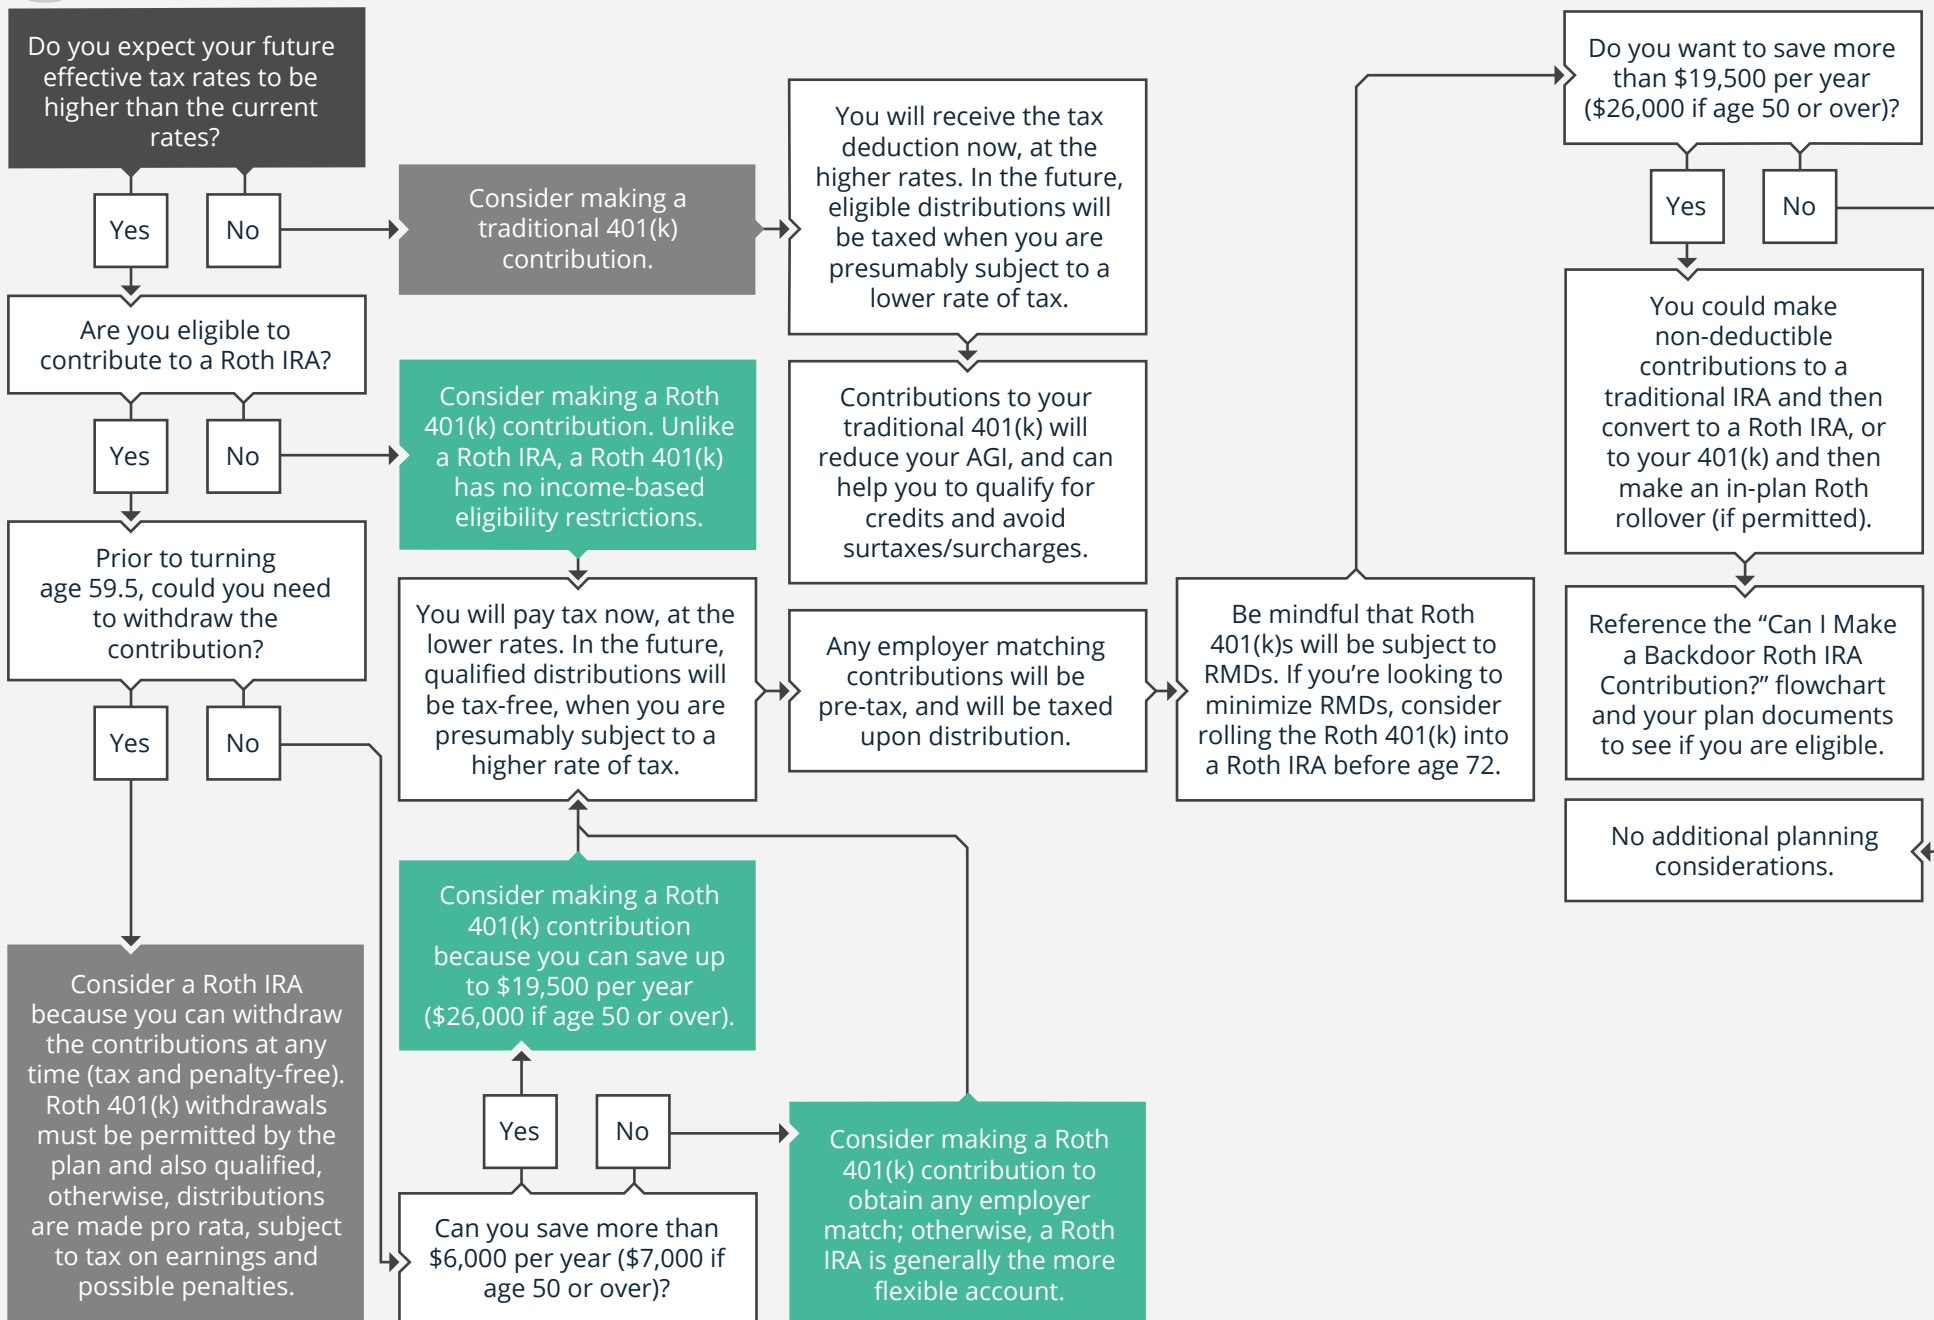 Do you expect your future
effective tax rates to be
higher than the current
rates?
Yes
No
Consider making a
traditional 401(k)
contribution.
You will receive the tax
deduction now, at the
higher rates. In the future,
eligible distributions will
be taxed when you are
presumably subject to a
lower rate of tax.
Contributions to your
traditional 401(k) will
reduce your AGI, and can
help you to qualify for
credits and avoid
surtaxes/surcharges.
Are you eligible to
contribute to a Roth IRA?
Yes
No
Consider making a Roth
401(k) contribution. Unlike
a Roth IRA, a Roth 401(k)
has no income-based
eligibility restrictions.
Prior to turning
age 59.5, could you need
to withdraw the
contribution?
Yes
No
Consider a Roth IRA
because you can withdraw
the contributions at any
time (tax and penalty-free).
Roth 401(k) withdrawals
must be permitted by the
plan and also qualified,
otherwise, distributions
are made pro rata, subject
to tax on earnings and
possible penalties.
Can you save more than
$6,000 per year ($7,000 if
age 50 or over)?
Yes
No
Consider making a Roth
401(k) contribution
because you can save up
to $19,500 per year
($26,000 if age 50 or over).
Consider making a Roth
401(k) contribution to
obtain any employer
match; otherwise, a Roth
IRA is generally the more
flexible account.
You will pay tax now, at the
lower rates. In the future,
qualified distributions will
be tax-free, when you are
presumably subject to a
higher rate of tax.
Any employer matching
contributions will be
pre-tax, and will be taxed
upon distribution.
Be mindful that Roth
401(k)s will be subject to
RMDs. If you’re looking to
minimize RMDs, consider
rolling the Roth 401(k) into
a Roth IRA before age 72.
Do you want to save more
than $19,500 per year
($26,000 if age 50 or over)?
Yes
No
You could make
non-deductible
contributions to a
traditional IRA and then
convert to a Roth IRA, or
to your 401(k) and then
make an in-plan Roth
rollover (if permitted).
Reference the “Can I Make
a Backdoor Roth IRA
Contribution?” flowchart
and your plan documents
to see if you are eligible.
No additional planning
considerations.